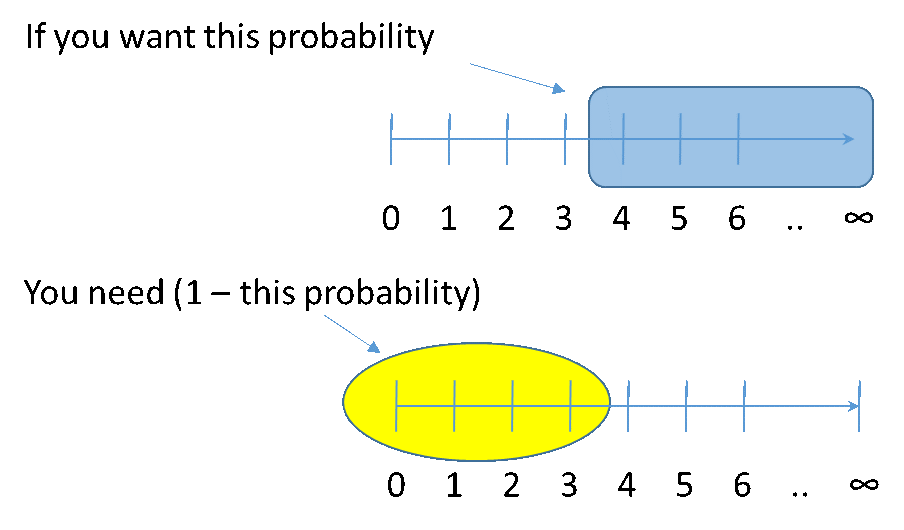 If you want this probability
0 1 2 3 4 5 6 .. ∞
You need (1 – this probability)
0 1 2 3 4 5 6 .. ∞